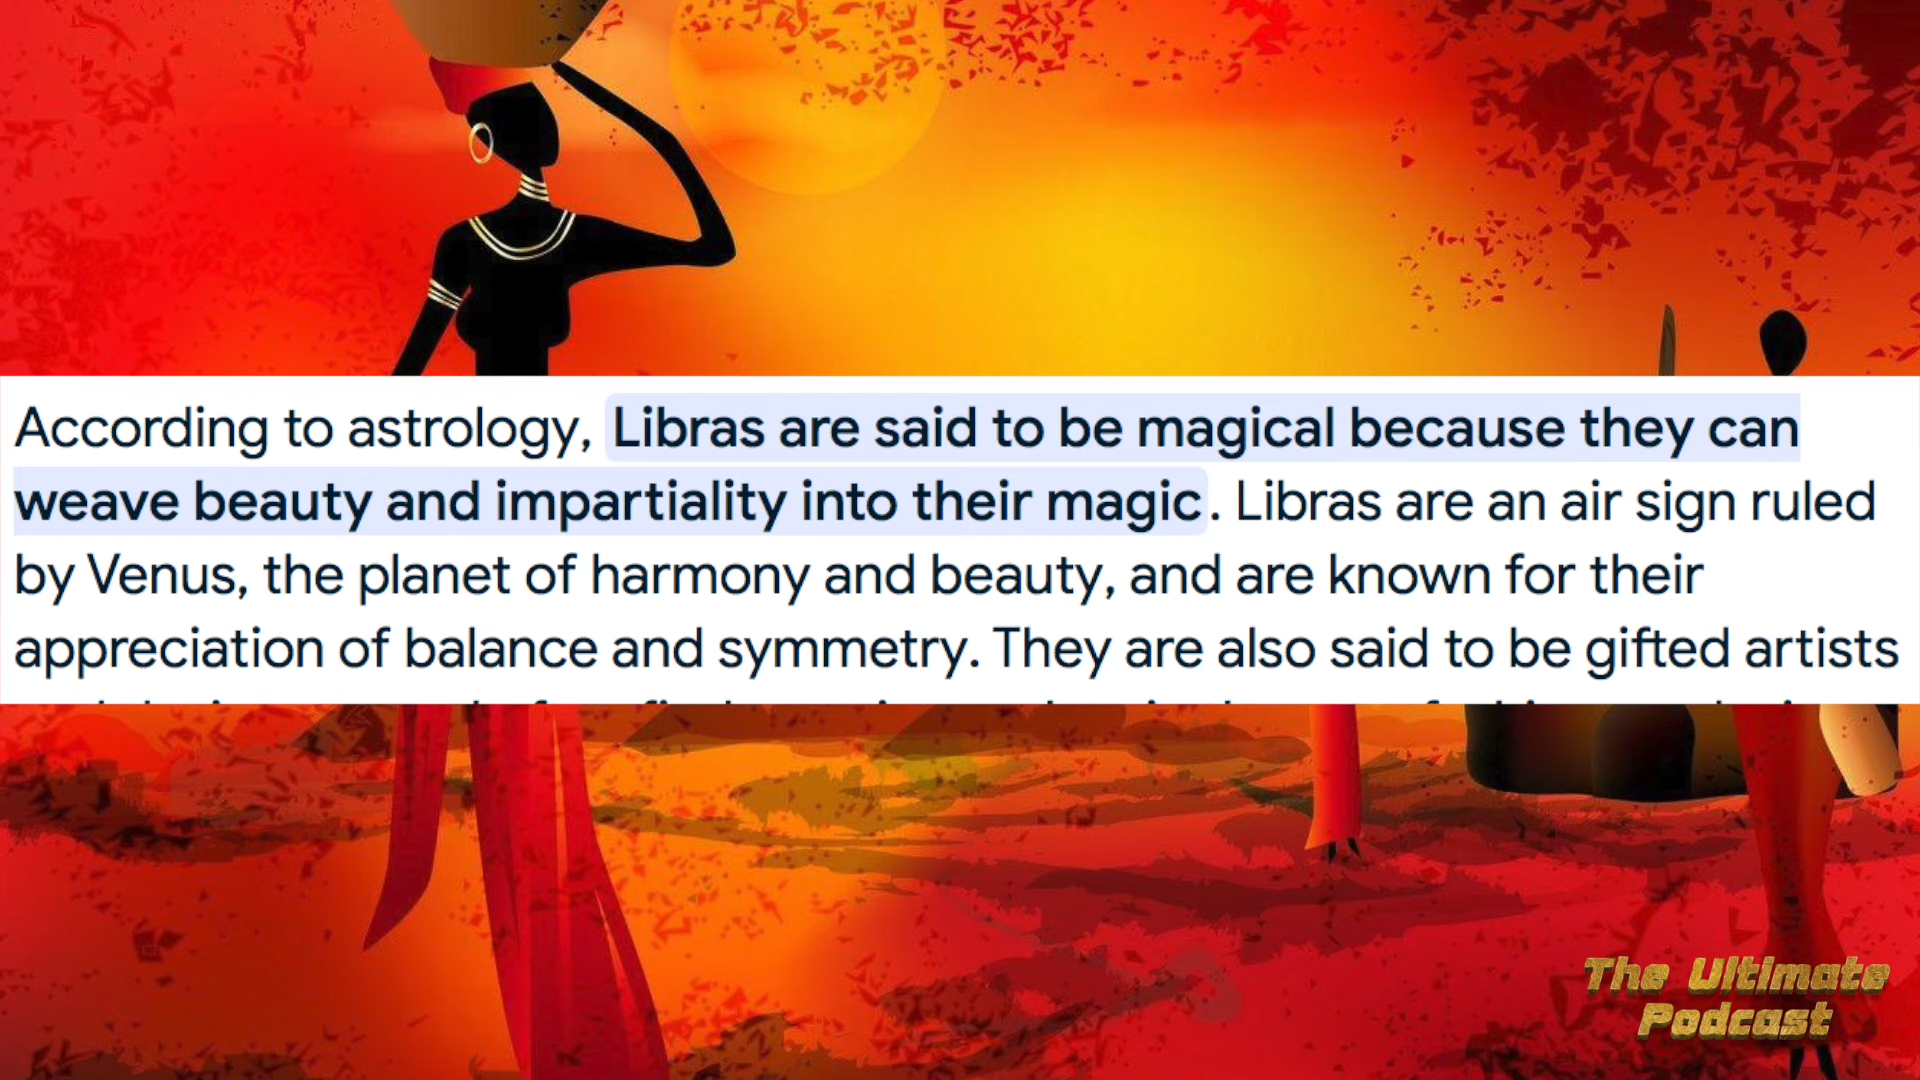 According to astrology, Libras are said to be magical because they can
weave beauty and impartiality into their magic. Libras are an air sign ruled
by Venus, the planet of harmony and beauty, and are known for their
appreciation of balance and symmetry. They are also said to be gifted artists
The Ultimate
Podcast